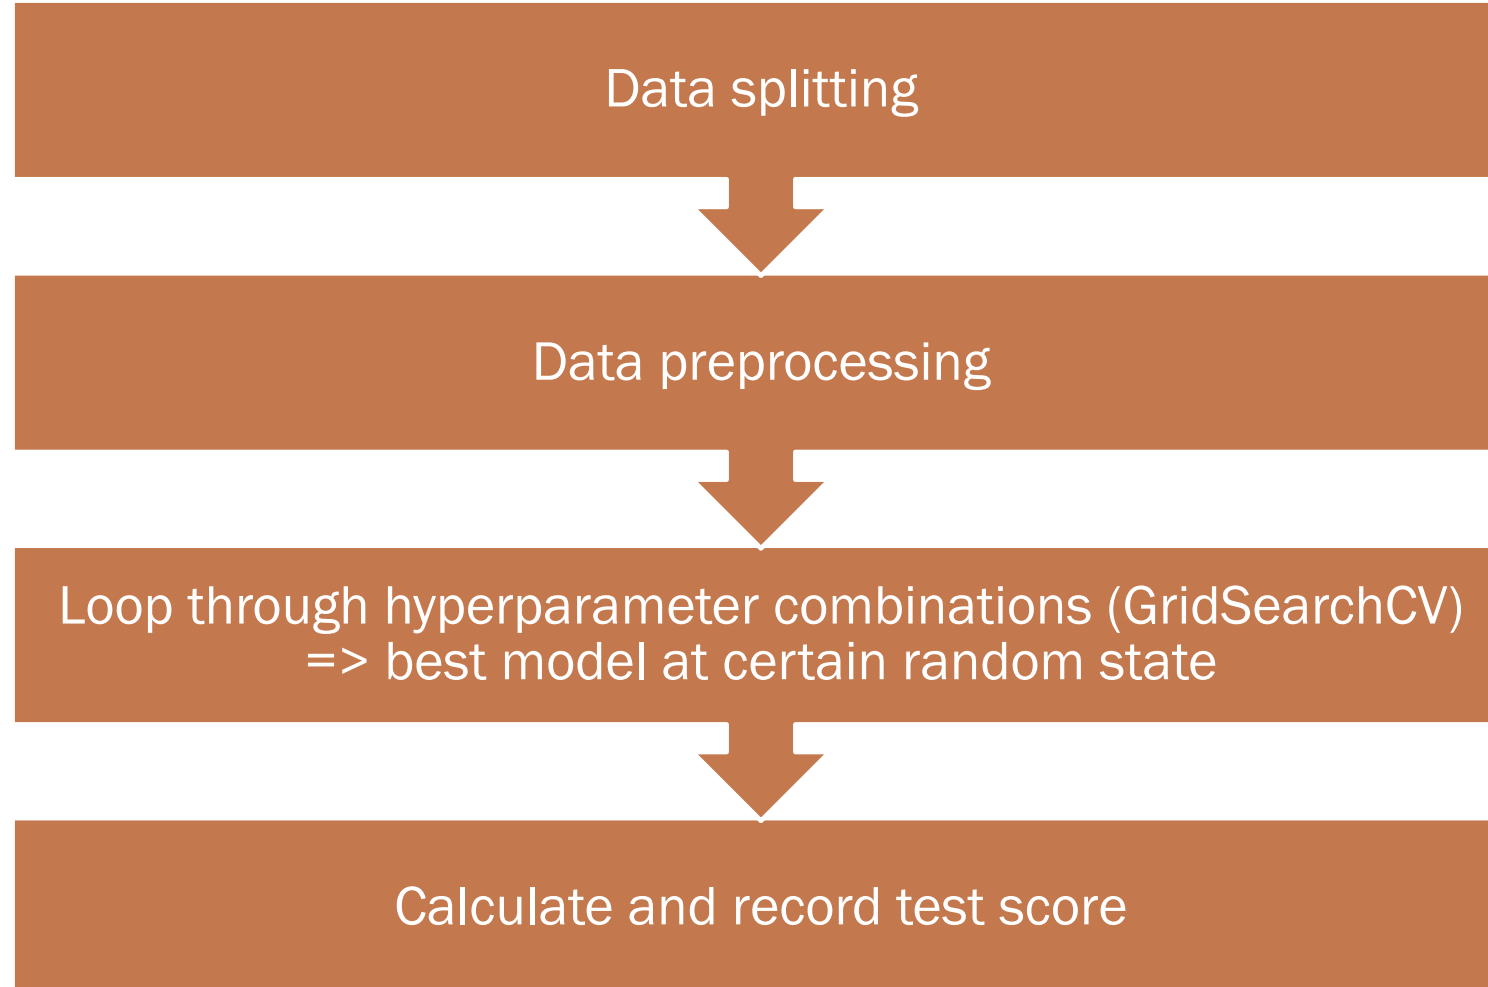 Data splitting
Data preprocessing
Loop through hyperparameter combinations (GridSearchCV)
=> best model at certain random state
Calculate and record test score